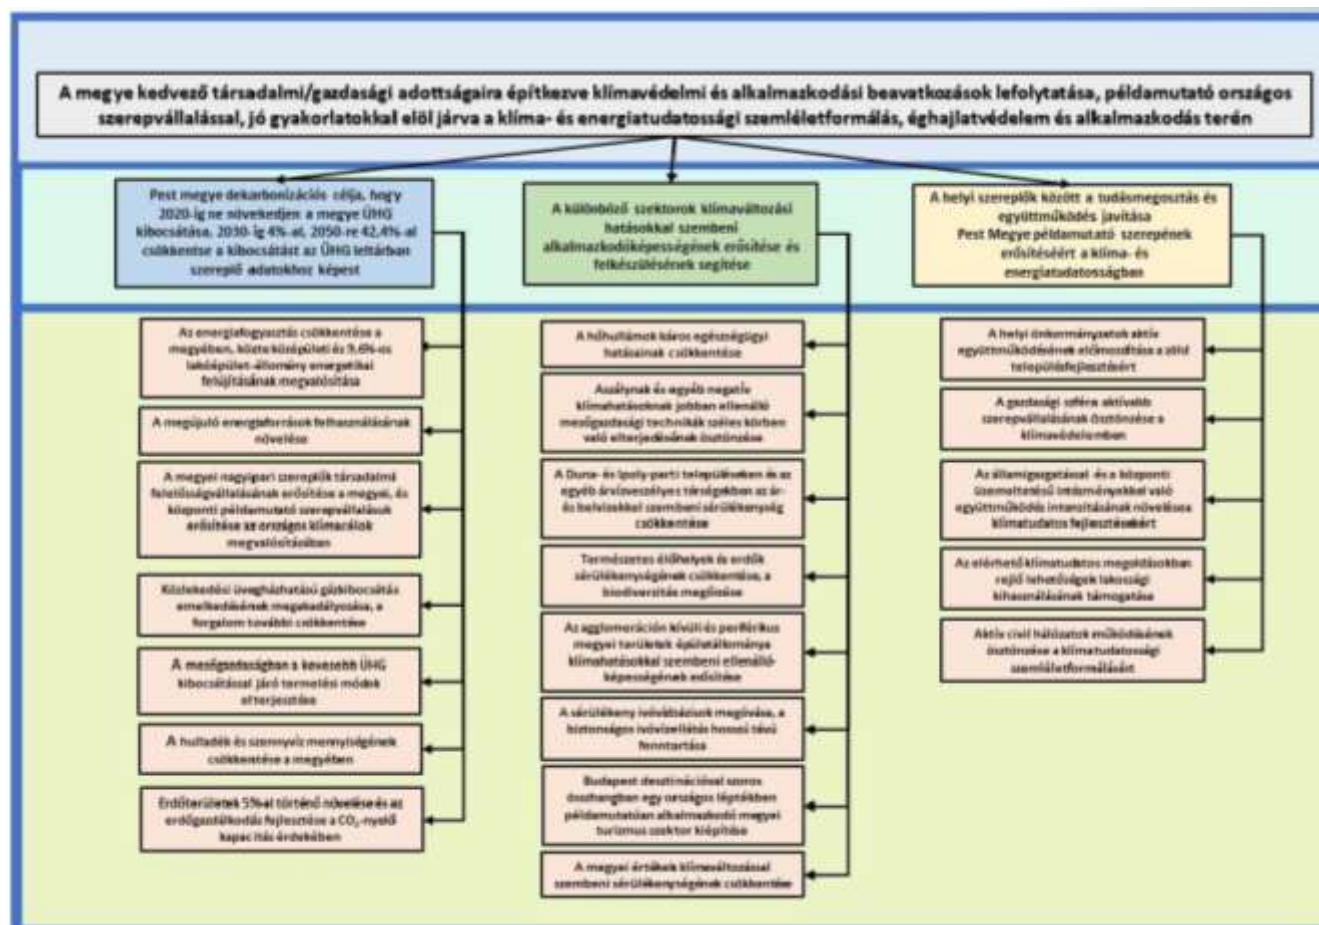 A megye kedvező társadalmi/gazdasági adottságaira építkezve klímavédelmi és alkalmazkodási beavatkozások lefolytatása, példamutató országos
szerepvállalással, jó gyakorlatokkal elöl járva a klíma- és energiatudatossági szemléletformálás, éghajlatvédelem és alkalmazkodás terén
Pest megye dekarbonizációs célja, hogy
2020-ig ne növekedjen a megye ÜHG
kibocsátása, 2030-ig 4%-al, 2050-re 42,4%-al
csökkentse a kibocsátást az ÜHG leltárban
szereplő adatokhoz képest
Az energiafogyasztás csökkentése a
megyében, közte középületi és 9,6%-os
lakóépület-állomány energetikai
felújításának megvalósítása
A megújuló energiaforrások felhasználásának
növelése
A megyei nagyipari szereplők társadalmi
felelősségvállalásának erősítése a megyei, és
központi példamutató szerepvállalásuk
erősítése az országos klímacélok
megvalósításában
Közlekedési üvegházhatású gázkibocsátás
emelkedésének megakadályozása, a
forgalom további csökkentése
A mezőgazdaságban a kevesebb ÜHG
kibocsátással járó termelési módok
elterjesztése
A hulladék és szennyvíz mennyiségének
csökkentése a megyében
Erdőterületek 5%-al történő növelése és az
erdőgazdálkodás fejlesztése a CO₂-nyelő
kapacitás érdekében
A különböző szektorok klímaváltozási
hatásokkal szembeni
alkalmazkodóképességének erősítése és
felkészülésének segítése
A hőhullámok káros egészségügyi
hatásainak csökkentése
Aszálynak és egyéb negatív
klímahatásoknak jobban ellenálló
mezőgazdasági technikák széles körben
való elterjedésének ösztönzése
A Duna- és Ipoly-parti településeken és az
egyéb árvízveszélyes térségekben az ár-
és belvizekkel szembeni sérülékenység
csökkentése
Természetes élőhelyek és erdők
sérülékenységének csökkentése, a
biodiverzitás megőrzése
Az agglomeráción kívüli és periférikus
megyei területek épületállománya
klímahatásokkal szembeni ellenálló-
képességének erősítése
A sérülékeny ivóvízbázisok megóvása, a
biztonságos ivóvízellátás hosszú távú
fenntartása
Budapest desztinációval szoros
összhangban egy országos léptékben
példamutatóan alkalmazkodó megyei
turizmus szektor kiépítése
A megyei értékek klímaváltozással
szembeni sérülékenységének csökkentése
A helyi szereplők között a tudásmegosztás és
együttműködés javítása
Pest Megye példamutató szerepének
erősítéséért a klíma- és
energiatudatosságban
A helyi önkormányzatok aktív
együttműködésének előmozdítása a zöld
településfejlesztésért
A gazdasági szféra aktívabb
szerepvállalásának ösztönzése a
klímavédelemben
Az államigazgatással és a központi
üzemeltetésű intézményekkel való
együttműködés intenzitásának növelése a
klímatudatos fejlesztésekért
Az elérhető klímatudatos megoldásokban
rejlő lehetőségek lakossági
kihasználásának támogatása
Aktív civil hálózatok működésének
ösztönzése a klímatudatossági
szemléletformálásért